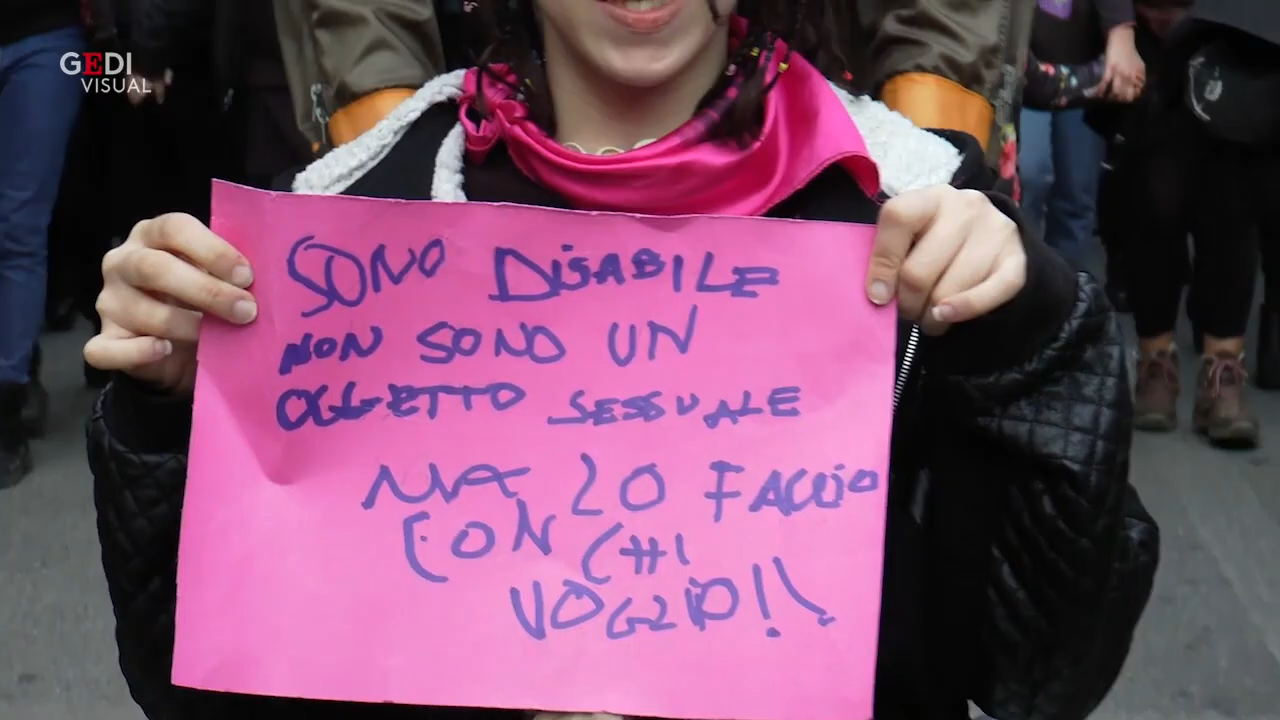 GEDI
VISUAL
SONO DISABILE
NON SONO UN
OGGETTO SESSUALE
MA LO FACCIO
CON CHI
VOGLIO!!